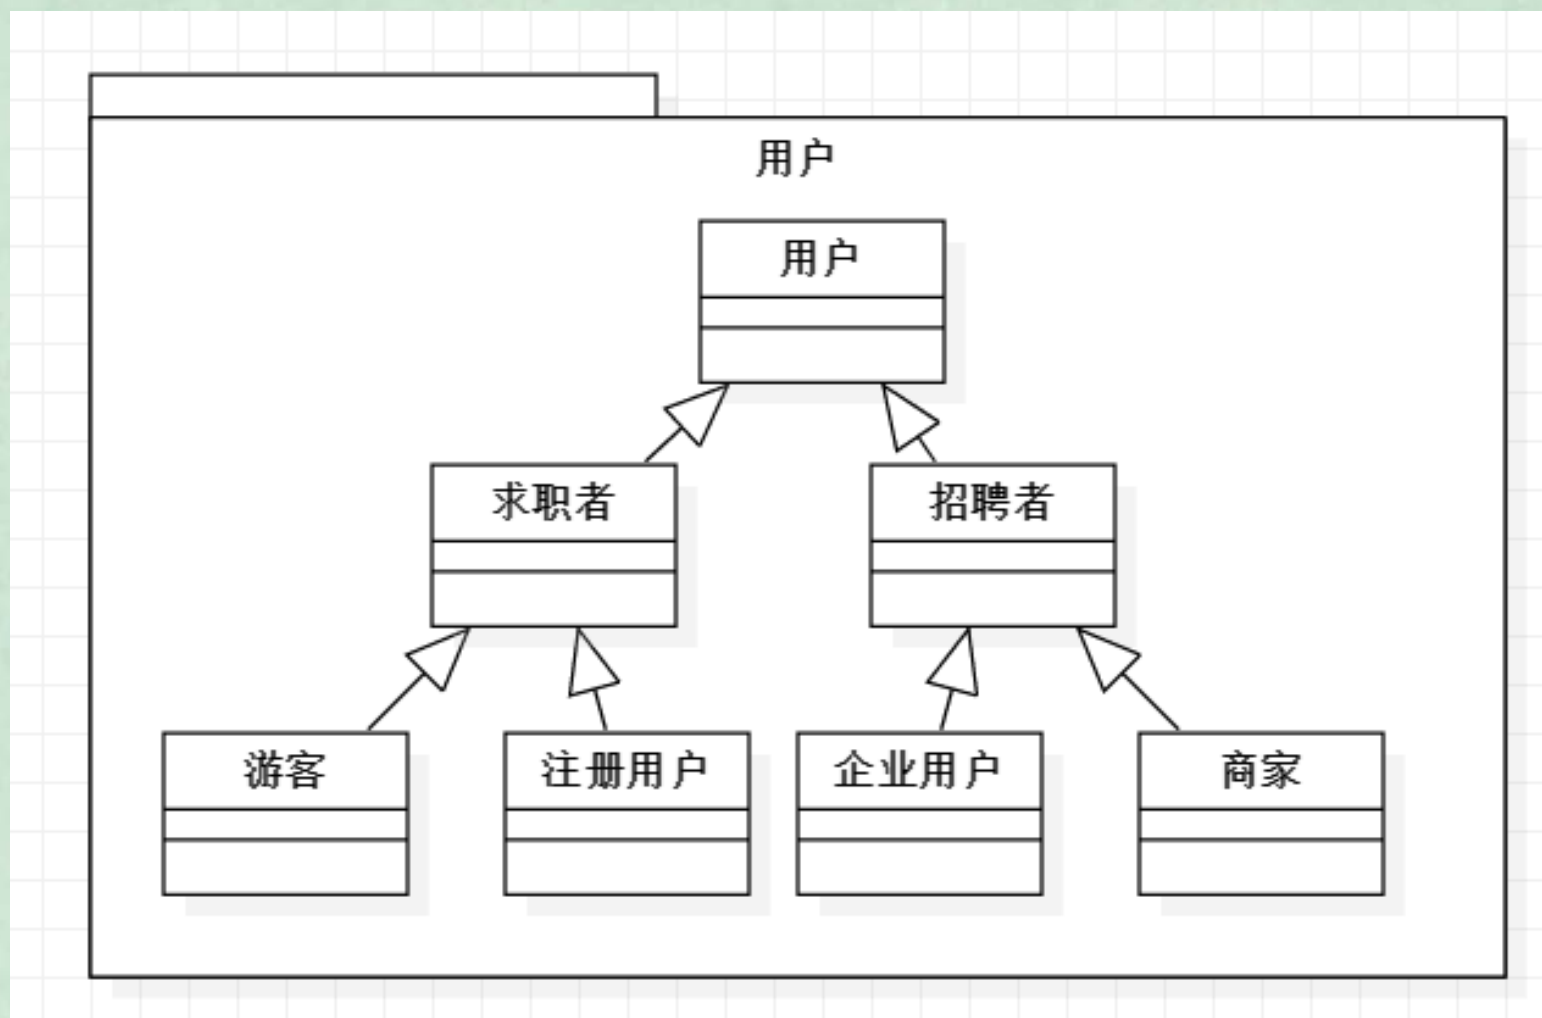 用户
用户
求职者
招聘者
游客
注册用户
企业用户
商家